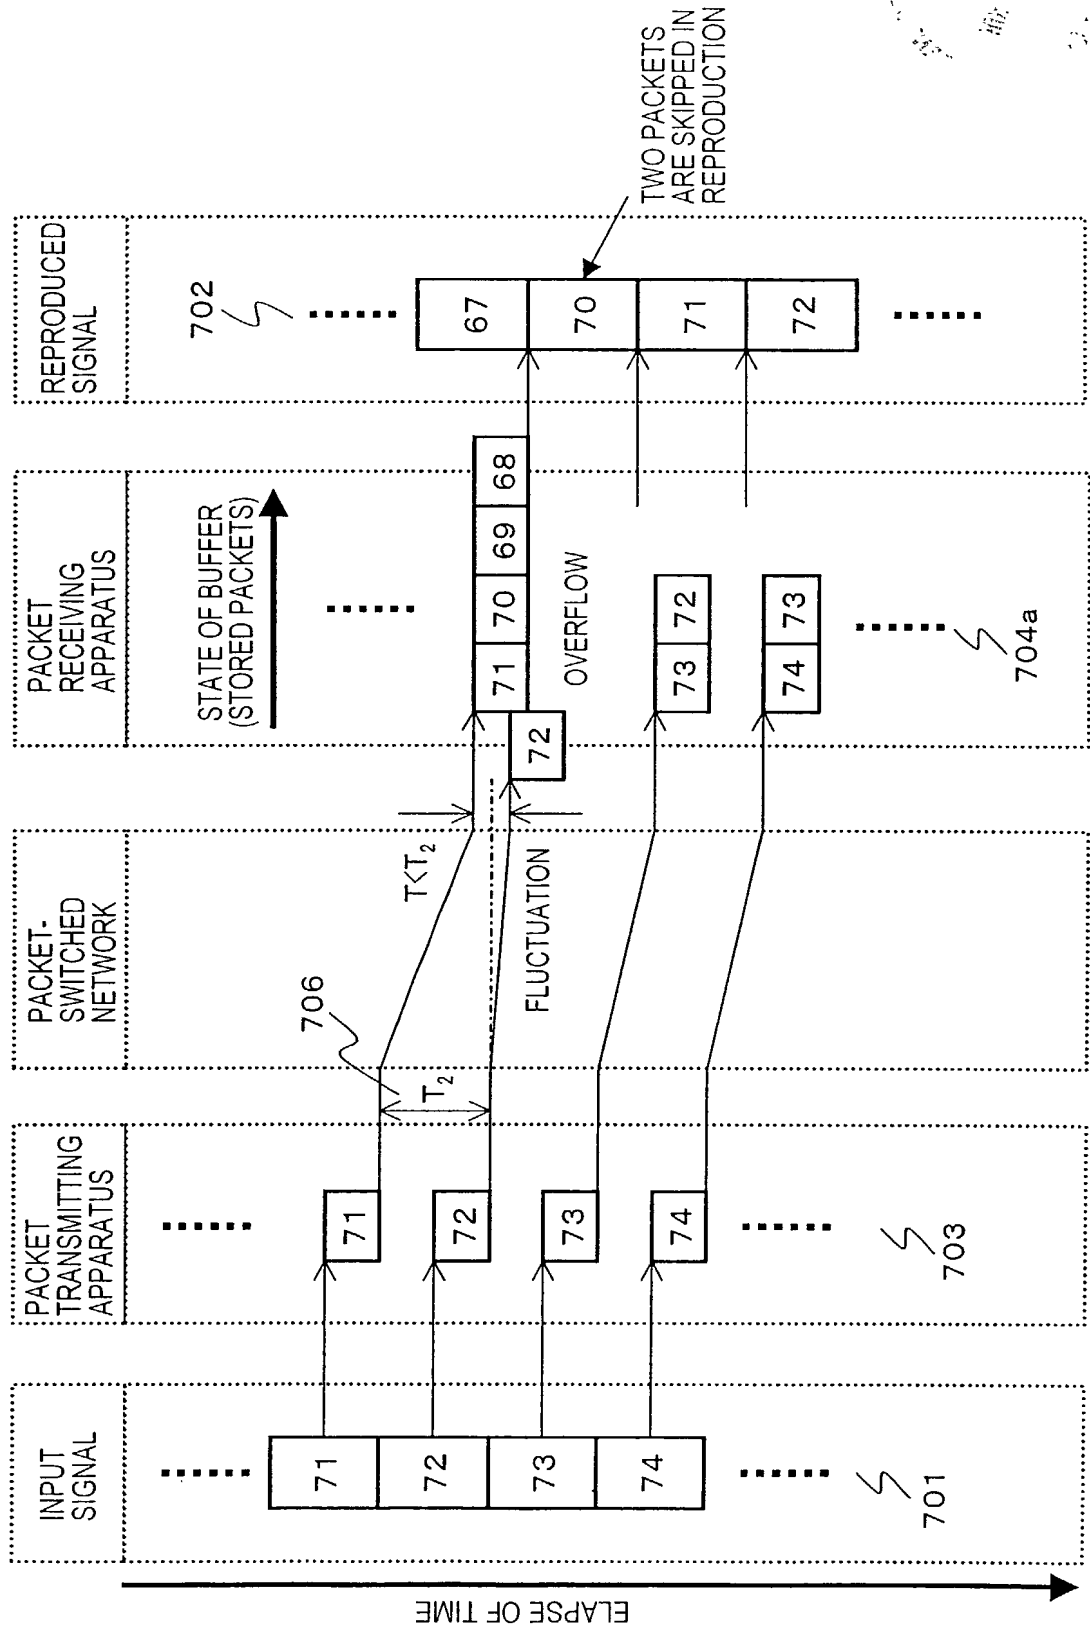 INPUT
SIGNAL
PACKET
TRANSMITTING
APPARATUS
PACKET-
SWITCHED
NETWORK
PACKET
RECEIVING
APPARATUS
REPRODUCED
SIGNAL
ELAPSE OF TIME
71
72
73
74
701
71
72
73
74
703
T2
706
T<T2
FLUCTUATION
STATE OF BUFFER
(STORED PACKETS)
71 70 69 68
72
OVERFLOW
73 72
74 73
704a
702
67
70
71
72
TWO PACKETS
ARE SKIPPED IN
REPRODUCTION